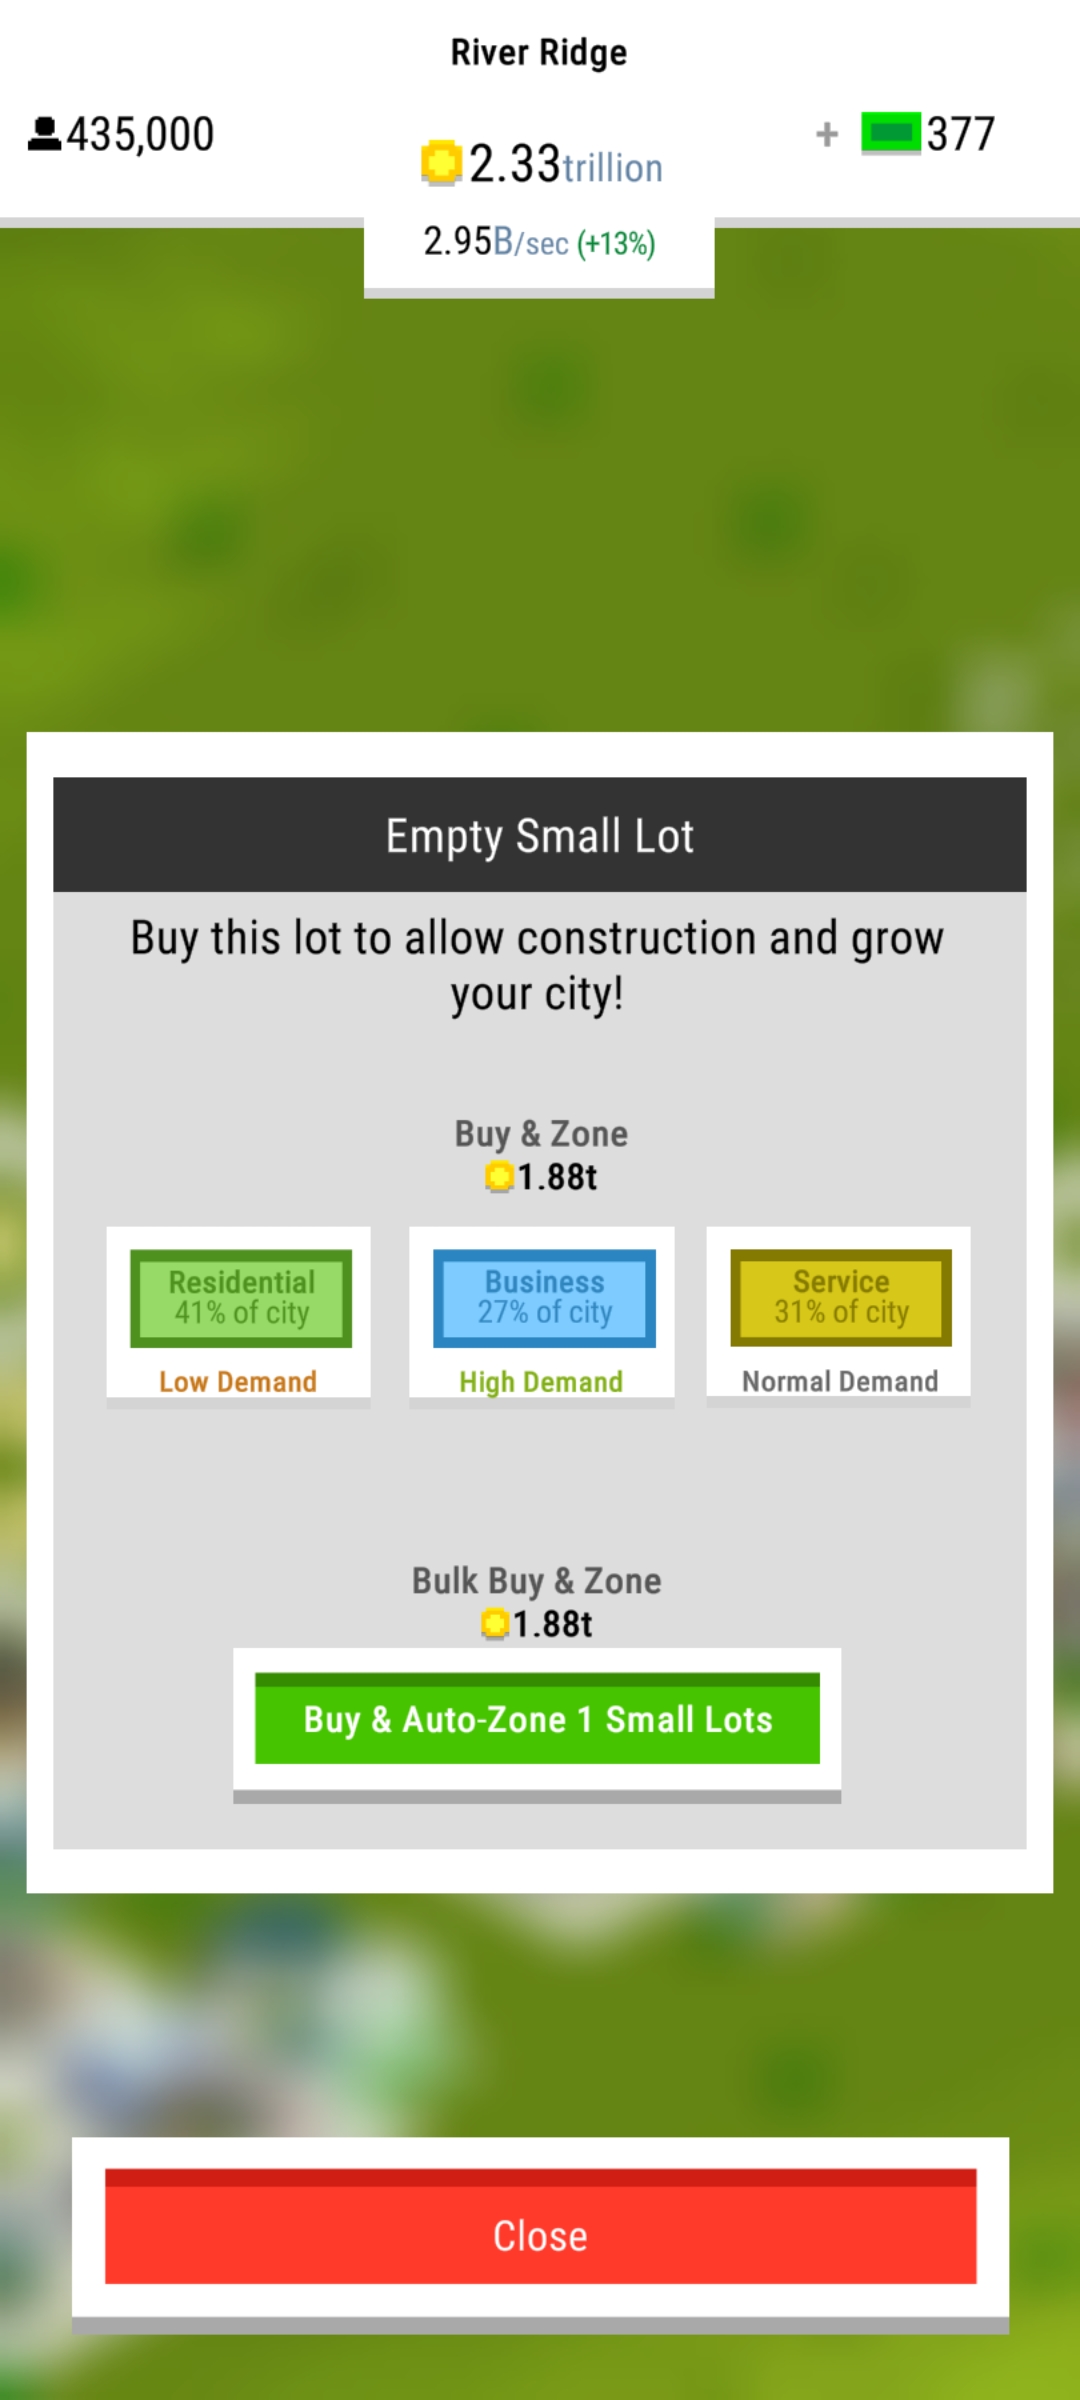 River Ridge
435,000
2.33trillion
+ 377
2.95B/sec (+13%)
Empty Small Lot
Buy this lot to allow construction and grow
your city!
Buy & Zone
1.88t
Residential
41% of city
Low Demand
Business
27% of city
High Demand
Service
31% of city
Normal Demand
Bulk Buy & Zone
1.88t
Buy & Auto-Zone 1 Small Lots
Close